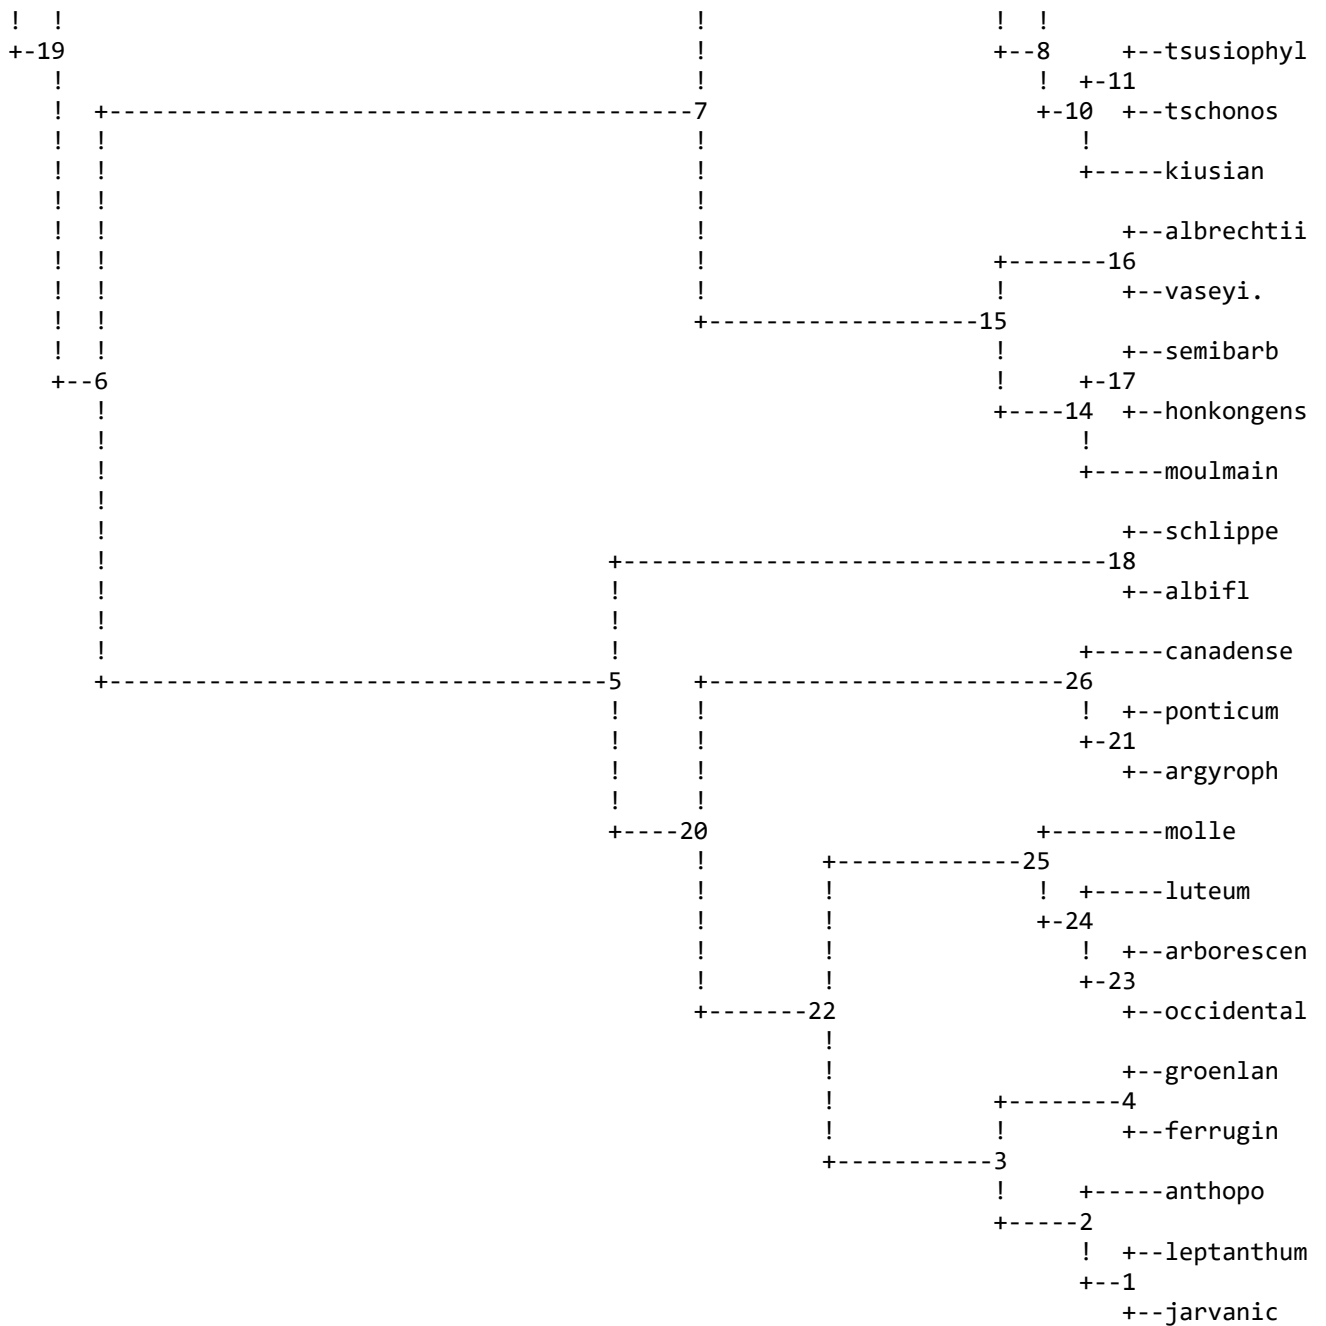 !  !                                            !                    !  !
+-19                                            !                    +--8     +--tsusiophyl
   !                                            !                       !  +-11
   !  +-----------------------------------------7                       +-10  +--tschonos
   !  !                                         !                          !
   !  !                                         !                          +-----kiusian
   !  !                                         !
   !  !                                         !                             +--albrechtii
   !  !                                         !                    +-------16
   !  !                                         !                    !        +--vaseyi.
   !  !                                         +-------------------15
   !  !                                                              !        +--semibarb
   +--6                                                              !     +-17
      !                                                              +----14  +--honkongens
      !                                                                    !
      !                                                                    +-----moulmain
      !
      !                                                                       +--schlippe
      !                                   +----------------------------------18
      !                                   !                                   +--albifl
      !                                   !
      !                                   !                                +-----canadense
      +-----------------------------------5     +-------------------------26
                                          !     !                          !  +--ponticum
                                          !     !                          +-21
                                          !     !                             +--argyroph
                                          !     !
                                          +----20                       +--------molle
                                                !        +-------------25
                                                !        !              !  +-----luteum
                                                !        !              +-24
                                                !        !                 !  +--arborescen
                                                !        !                 +-23
                                                +-------22                    +--occidental
                                                         !
                                                         !                    +--groenlan
                                                         !           +--------4
                                                         !           !        +--ferrugin
                                                         +-----------3
                                                                     !     +-----anthopo
                                                                     +-----2
                                                                           !  +--leptanthum
                                                                           +--1
                                                                              +--jarvanic